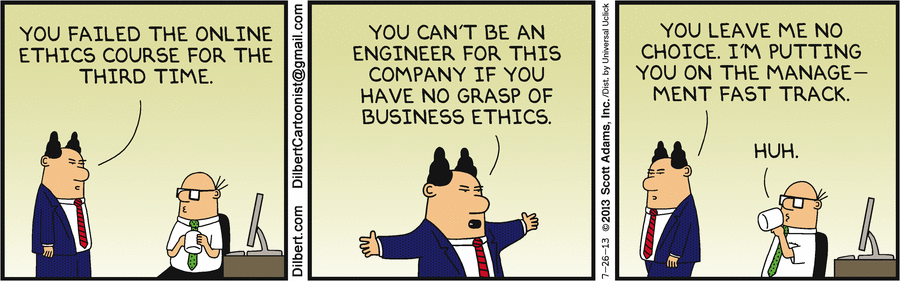 YOU FAILED THE ONLINE
ETHICS COURSE FOR THE
THIRD TIME.
Dilbert.com DilbertCartoonist@gmail.com
YOU CAN'T BE AN
ENGINEER FOR THIS
COMPANY IF YOU
HAVE NO GRASP OF
BUSINESS ETHICS.
7-26-13 ©2013 Scott Adams, Inc./Dist. by Universal Uclick
YOU LEAVE ME NO
CHOICE. I'M PUTTING
YOU ON THE MANAGE-
MENT FAST TRACK.
HUH.